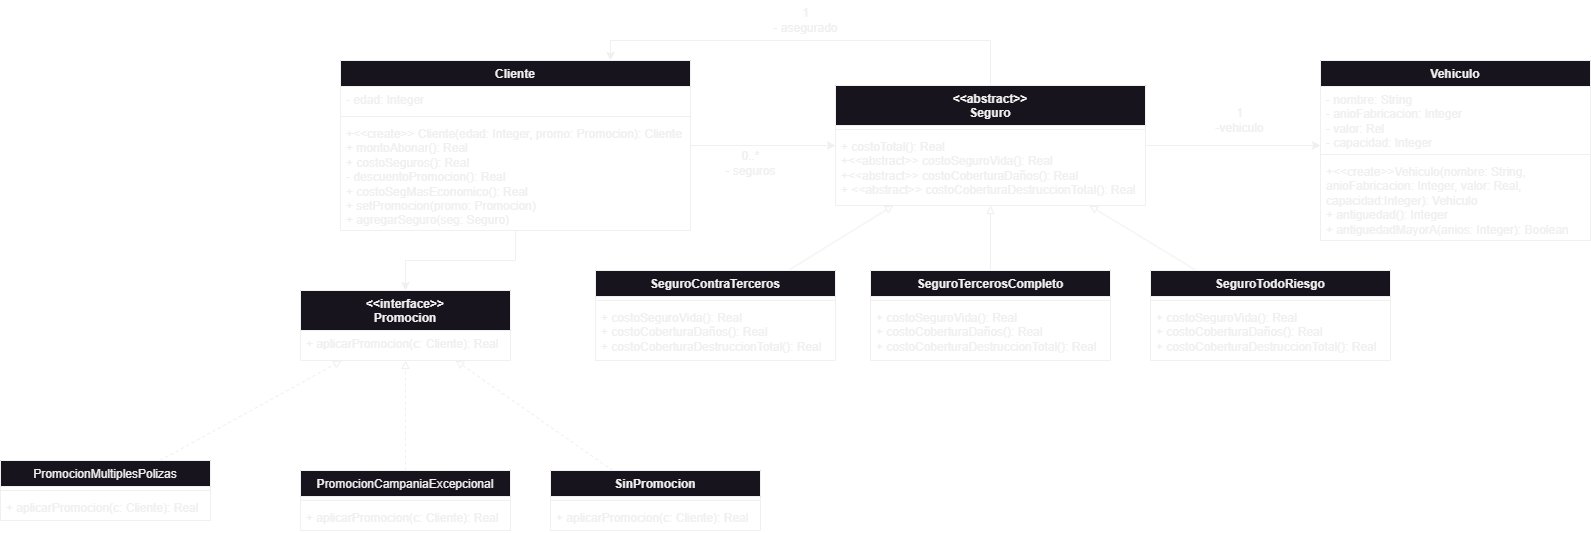 1
- asegurado
Cliente
- edad: Integer
+<<create>> Cliente(edad: Integer, promo: Promocion): Cliente
+ montoAbonar(): Real
+ costoSeguros(): Real
- descuentoPromocion(): Real
+ costoSegMasEconomico(): Real
+ setPromocion(promo: Promocion)
+ agregarSeguro(seg: Seguro)
0..*
- seguros
<<abstract>>
Seguro
+ costoTotal(): Real
+<<abstract>> costoSeguroVida(): Real
+<<abstract>> costoCoberturaDaños(): Real
+ <<abstract>> costoCoberturaDestruccionTotal(): Real
1
-vehiculo
Vehiculo
- nombre: String
- anioFabricacion: Integer
- valor: Rel
- capacidad: Integer
+<<create>>Vehiculo(nombre: String,
anioFabricacion: Integer, valor: Real,
capacidad:Integer): Vehiculo
+ antiguedad(): Integer
+ antiguedadMayorA(anios: Integer): Boolean
<<interface>>
Promocion
+ aplicarPromocion(c: Cliente): Real
SeguroContraTerceros
+ costoSeguroVida(): Real
+ costoCoberturaDaños(): Real
+ costoCoberturaDestruccionTotal(): Real
SeguroTercerosCompleto
+ costoSeguroVida(): Real
+ costoCoberturaDaños(): Real
+ costoCoberturaDestruccionTotal(): Real
SeguroTodoRiesgo
+ costoSeguroVida(): Real
+ costoCoberturaDaños(): Real
+ costoCoberturaDestruccionTotal(): Real
PromocionMultiplesPolizas
+ aplicarPromocion(c: Cliente): Real
PromocionCampaniaExcepcional
+ aplicarPromocion(c: Cliente): Real
SinPromocion
+ aplicarPromocion(c: Cliente): Real